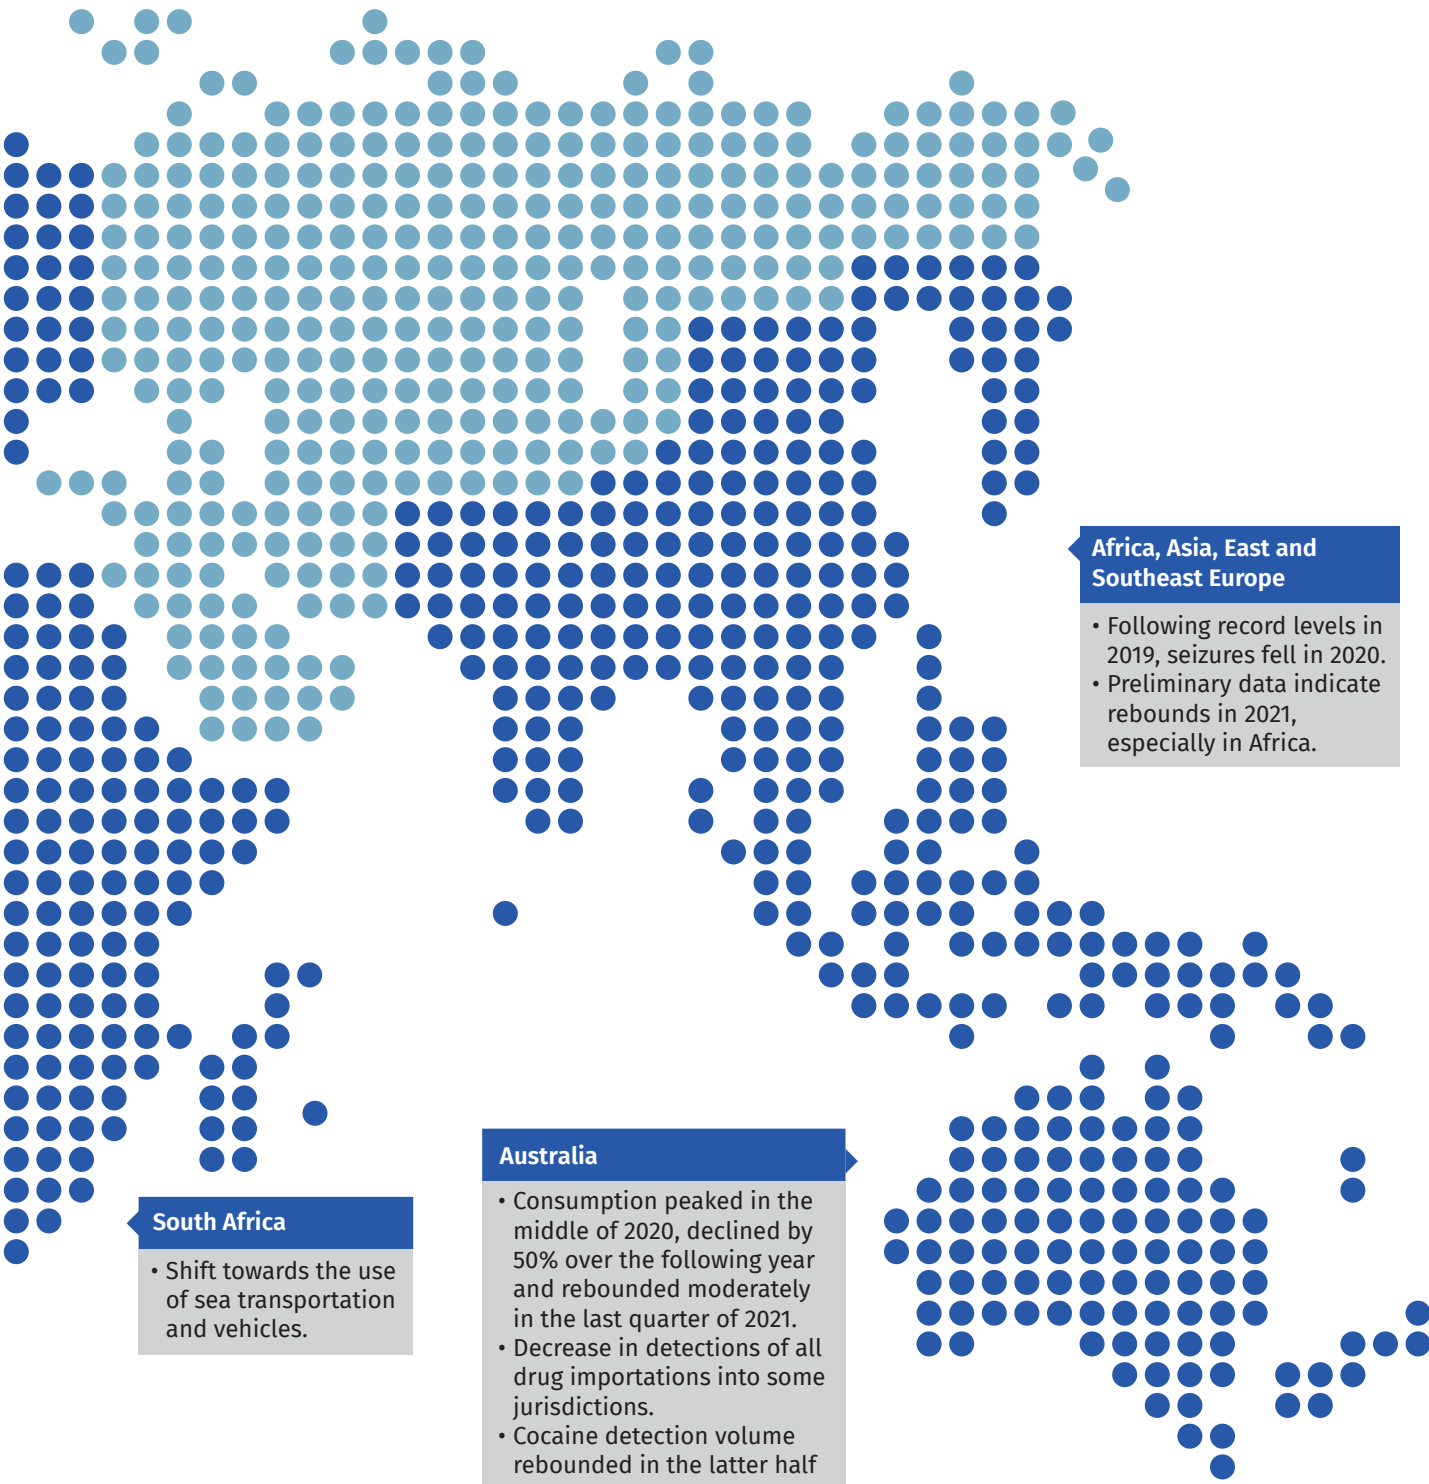 Africa, Asia, East and
Southeast Europe
• Following record levels in
2019, seizures fell in 2020.
• Preliminary data indicate
rebounds in 2021,
especially in Africa.
Australia
• Consumption peaked in the
middle of 2020, declined by
50% over the following year
and rebounded moderately
in the last quarter of 2021.
• Decrease in detections of all
drug importations into some
jurisdictions.
• Cocaine detection volume
rebounded in the latter half
South Africa
• Shift towards the use
of sea transportation
and vehicles.